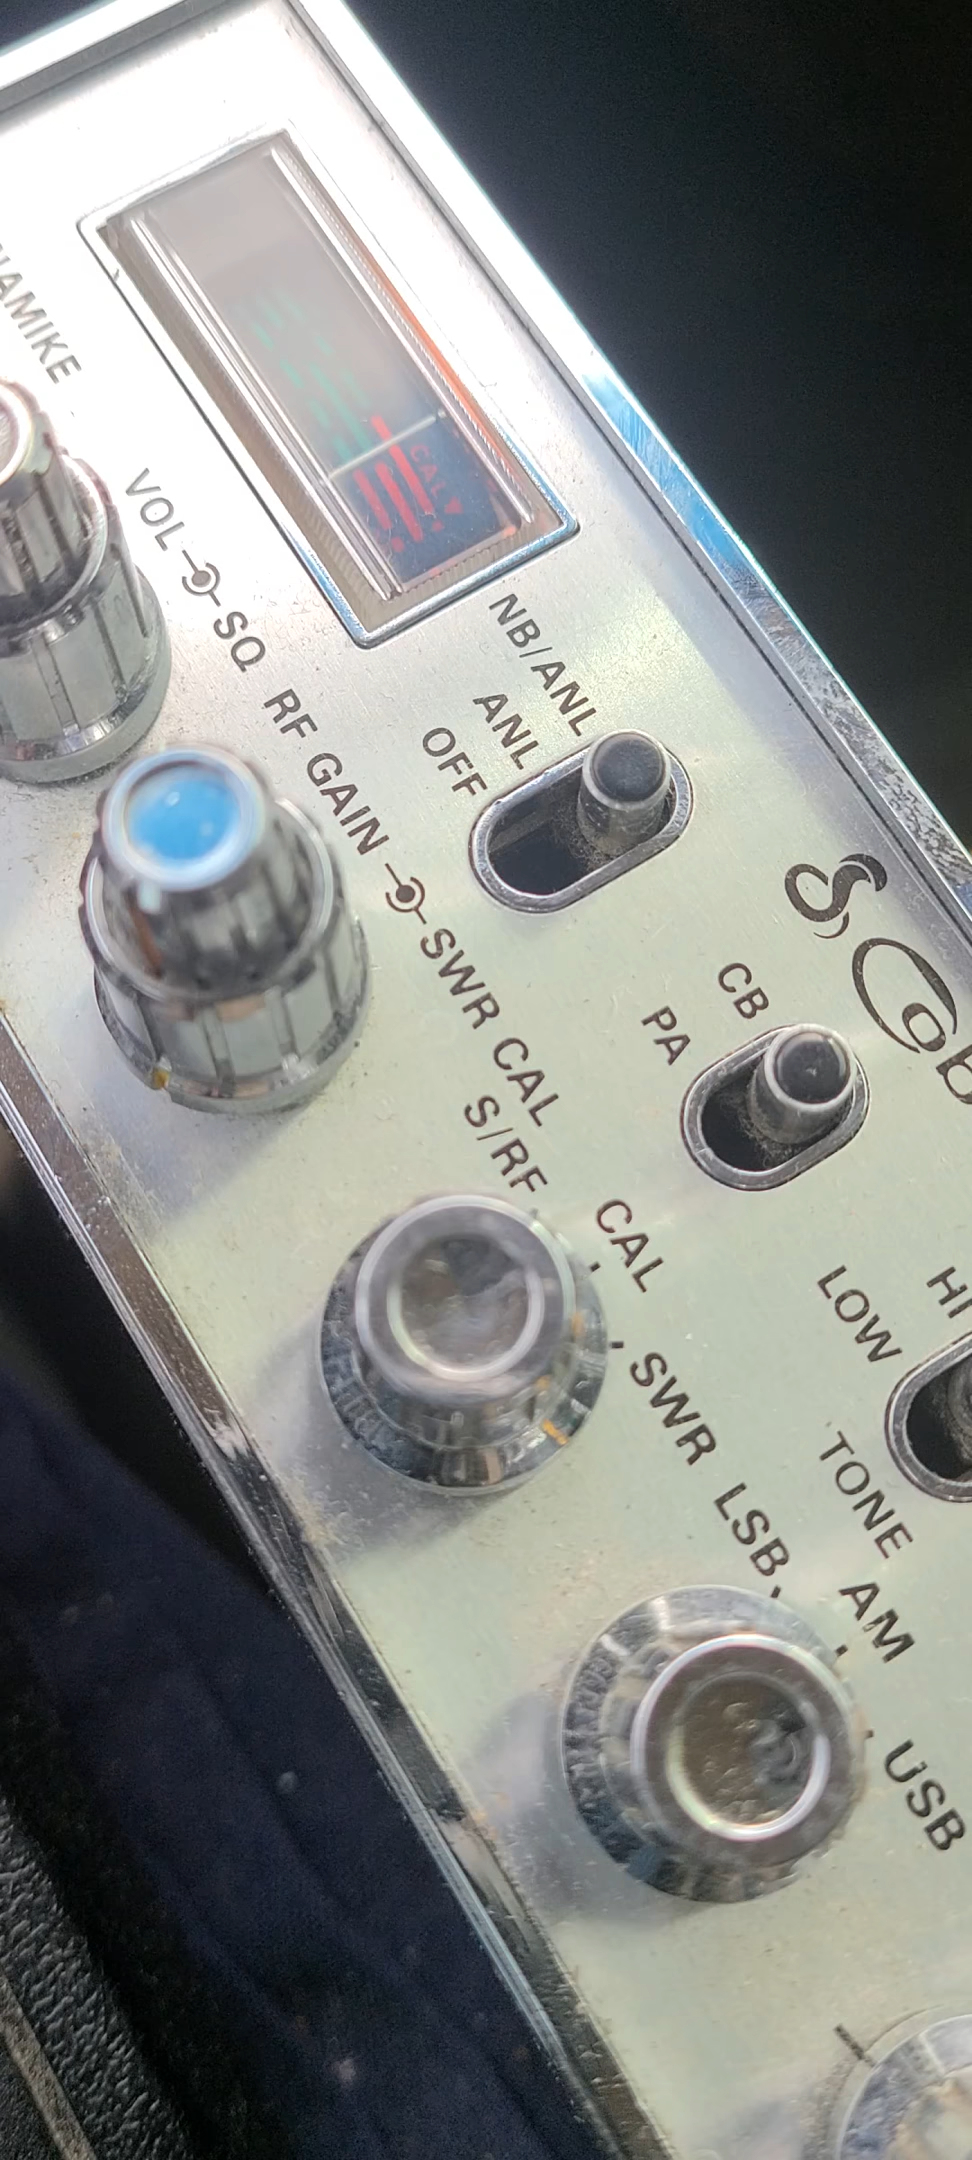 VOL
SQ
RF GAIN
SWR CAL
NB/ANL
ANL
OFF
CAL
CB
PA
S/RF
CAL
SWR
HI
LOW
TONE
LSB
AM
USB